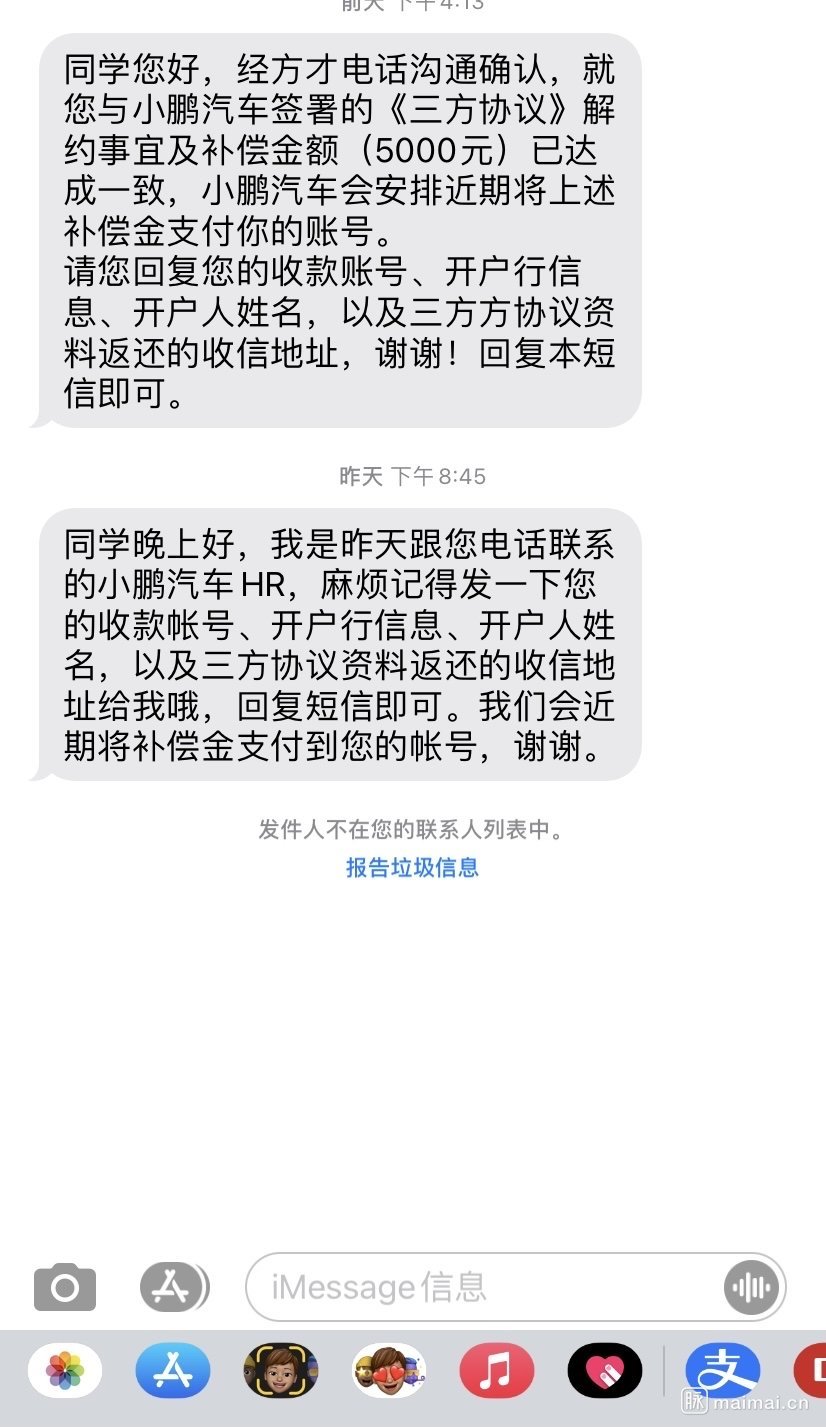 前天 下午4:13
同学您好，经方才电话沟通确认，就
您与小鹏汽车签署的《三方协议》解
约事宜及补偿金额（5000元）已达
成一致，小鹏汽车会安排近期将上述
补偿金支付你的账号。
请您回复您的收款账号、开户行信
息、开户人姓名，以及三方方协议资
料返还的收信地址，谢谢！回复本短
信即可。
昨天 下午8:45
同学晚上好，我是昨天跟您电话联系
的小鹏汽车HR，麻烦记得发一下您
的收款帐号、开户行信息、开户人姓
名，以及三方协议资料返还的收信地
址给我哦，回复短信即可。我们会近
期将补偿金支付到您的帐号，谢谢。
发件人不在您的联系人列表中。
报告垃圾信息
iMessage信息
支
脉 maimai.cn